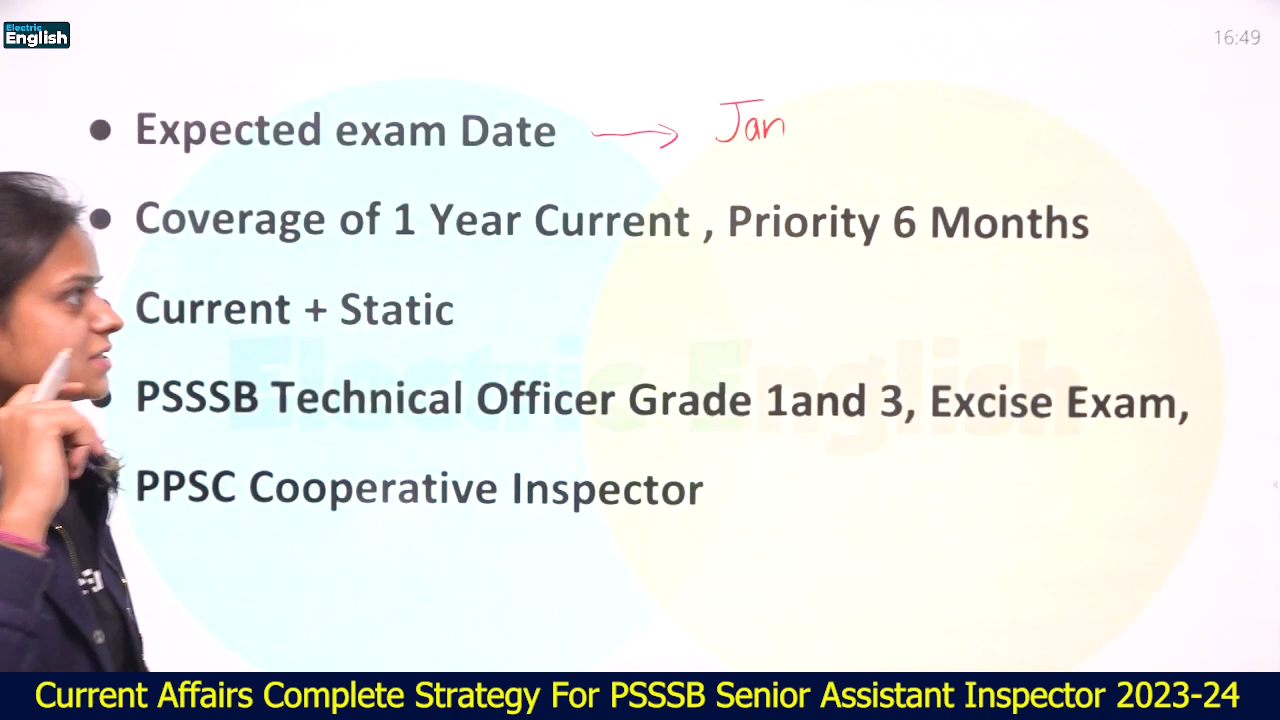 Electric
English
16:49
● Expected exam Date → Jan
● Coverage of 1 Year Current , Priority 6 Months
Current + Static
● PSSSB Technical Officer Grade 1and 3, Excise Exam,
PPSC Cooperative Inspector
Electric English
Current Affairs Complete Strategy For PSSSB Senior Assistant Inspector 2023-24